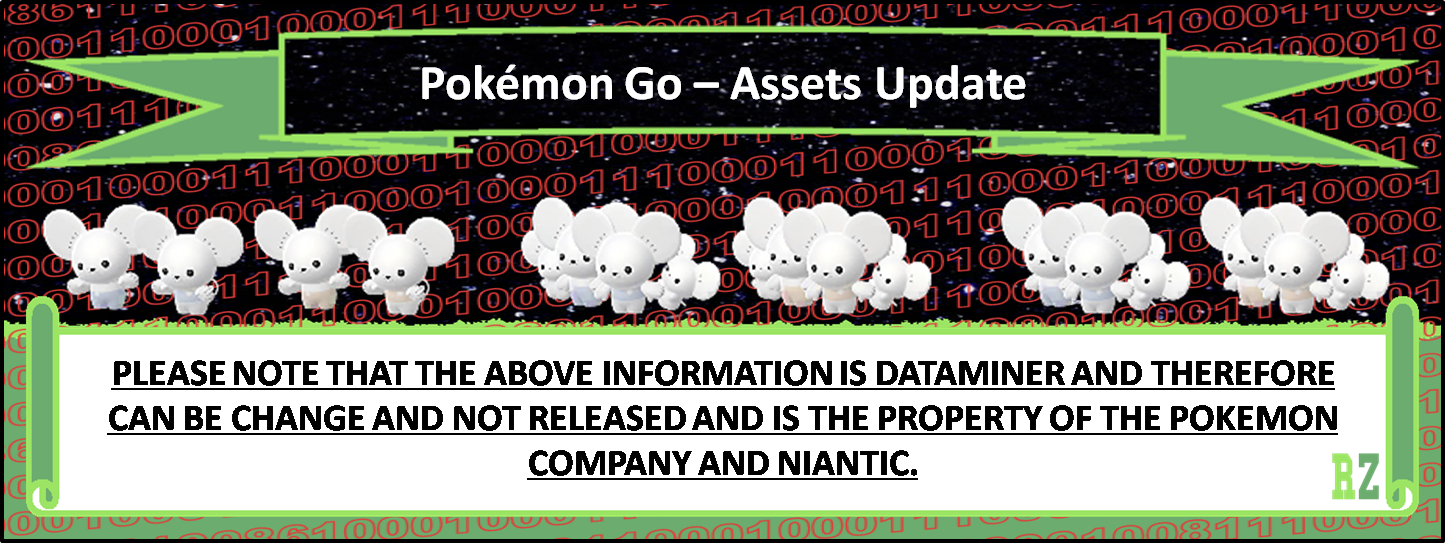 Pokémon Go – Assets Update
PLEASE NOTE THAT THE ABOVE INFORMATION IS DATAMINER AND THEREFORE
CAN BE CHANGE AND NOT RELEASED AND IS THE PROPERTY OF THE POKEMON
COMPANY AND NIANTIC.
RZ